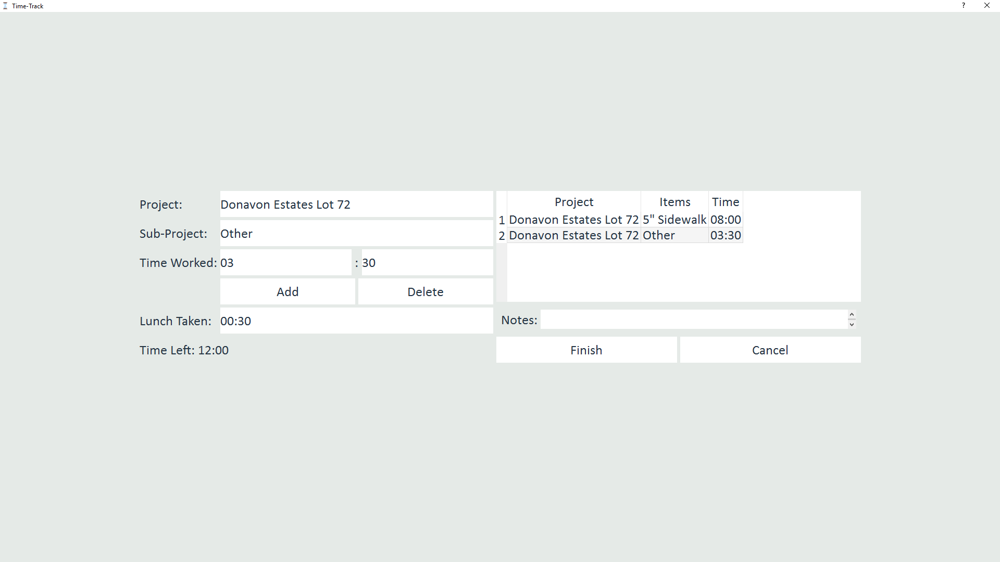 Time-Track
Project: Donavon Estates Lot 72
Sub-Project: Other
Time Worked: 03 : 30
Add Delete
Lunch Taken: 00:30
Time Left: 12:00
Project Items Time
1 Donavon Estates Lot 72 5" Sidewalk 08:00
2 Donavon Estates Lot 72 Other 03:30
Notes:
Finish Cancel